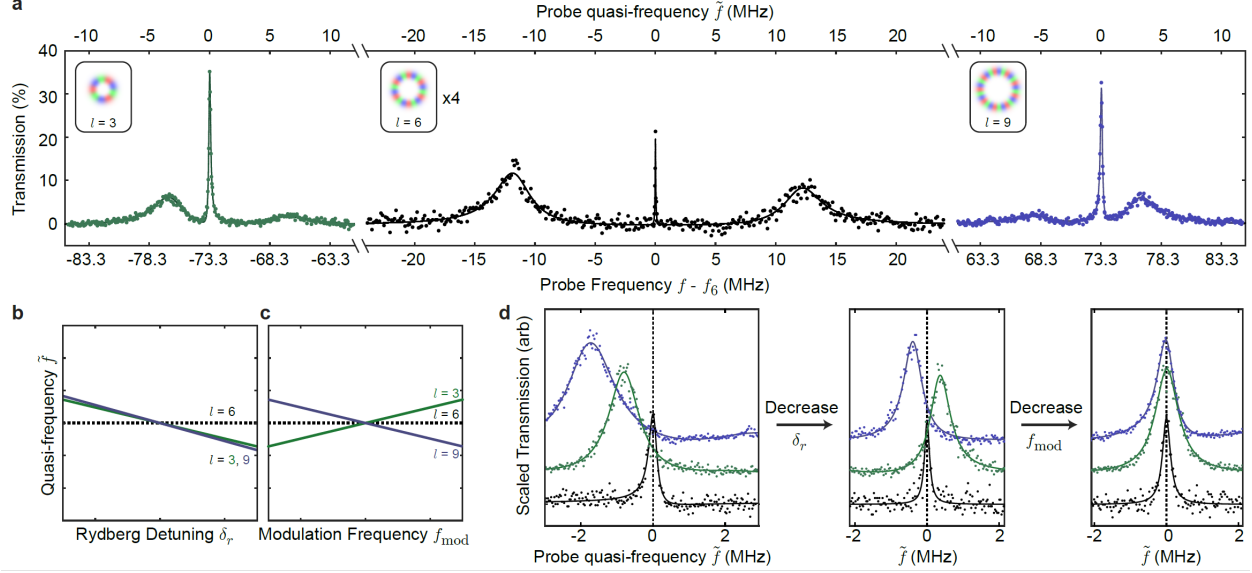 a
Probe quasi-frequency f̃ (MHz)
-10 -5 0 5 10 -20 -15 -10 -5 0 5 10 15 20 -10 -5 0 5 10
40
30
20
10
0
Transmission (%)
l = 3
l = 6
x4
l = 9
-83.3 -78.3 -73.3 -68.3 -63.3 -20 -15 -10 -5 0 5 10 15 20 63.3 68.3 73.3 78.3 83.3
Probe Frequency f - f₆ (MHz)
b
Quasi-frequency f̃
l = 6
l = 3, 9
Rydberg Detuning δᵣ
c
l = 3
l = 6
l = 9
Modulation Frequency f_mod
d
Scaled Transmission (arb)
-2 0 2
Probe quasi-frequency f̃ (MHz)
Decrease
δᵣ
-2 0 2
f̃ (MHz)
Decrease
f_mod
-2 0 2
f̃ (MHz)